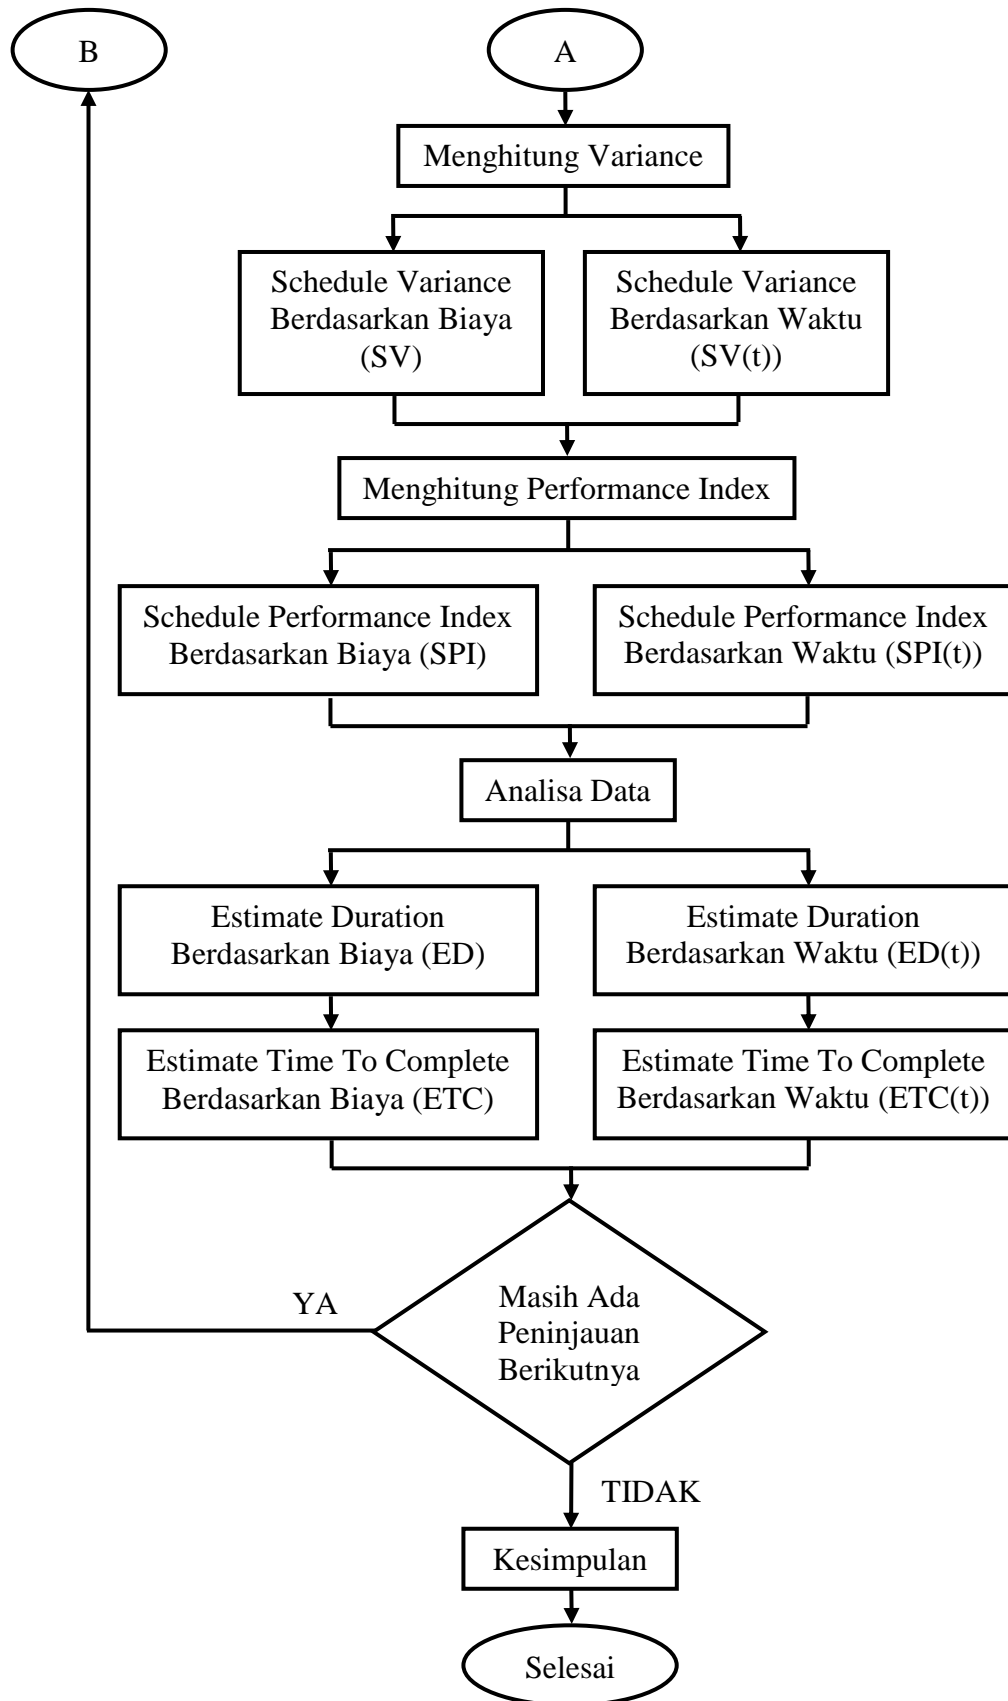 B
A
Menghitung Variance
Schedule Variance
Berdasarkan Biaya
(SV)
Schedule Variance
Berdasarkan Waktu
(SV(t))
Menghitung Performance Index
Schedule Performance Index
Berdasarkan Biaya (SPI)
Schedule Performance Index
Berdasarkan Waktu (SPI(t))
Analisa Data
Estimate Duration
Berdasarkan Biaya (ED)
Estimate Duration
Berdasarkan Waktu (ED(t))
Estimate Time To Complete
Berdasarkan Biaya (ETC)
Estimate Time To Complete
Berdasarkan Waktu (ETC(t))
YA
Masih Ada
Peninjauan
Berikutnya
TIDAK
Kesimpulan
Selesai